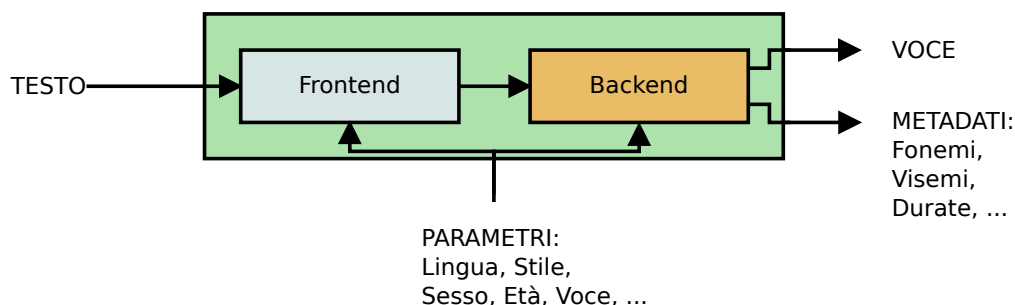 TESTO
Frontend
Backend
VOCE
METADATI:
Fonemi,
Visemi,
Durate, ...
PARAMETRI:
Lingua, Stile,
Sesso, Età, Voce, ...